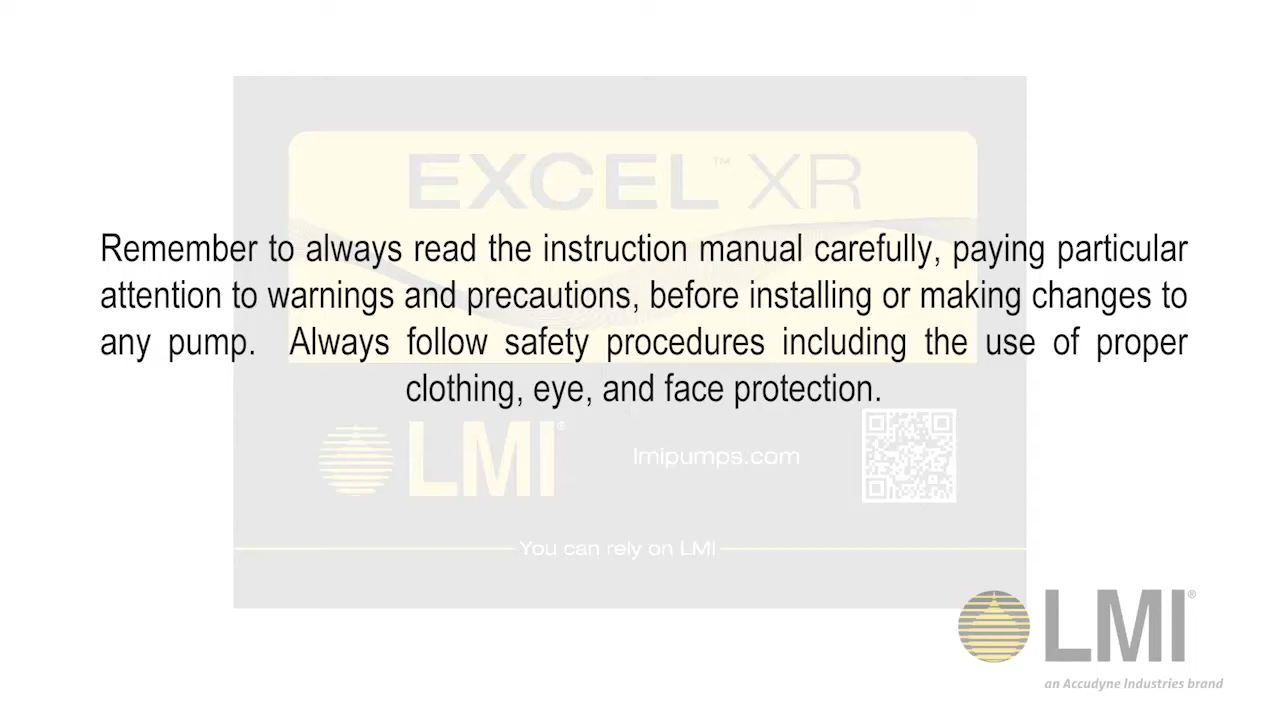 EXCEL™ XR
Remember to always read the instruction manual carefully, paying particular
attention to warnings and precautions, before installing or making changes to
any pump. Always follow safety procedures including the use of proper
clothing, eye, and face protection.
LMI®
lmipumps.com
You can rely on LMI
LMI®
an Accudyne Industries brand